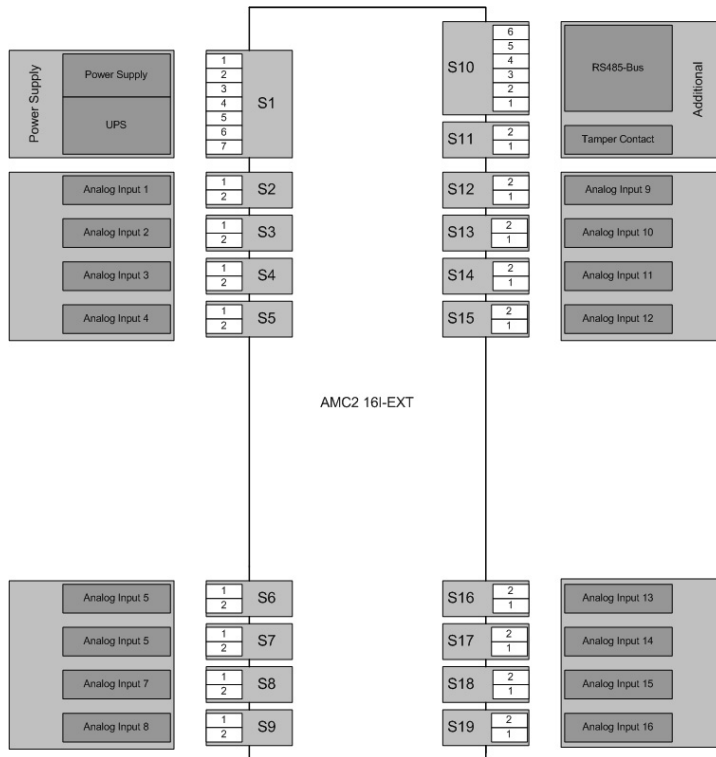 Power Supply
Power Supply
UPS
1
2
3
4
5
6
7
S1
Analog Input 1
1
2
S2
Analog Input 2
1
2
S3
Analog Input 3
1
2
S4
Analog Input 4
1
2
S5
S10
6
5
4
3
2
1
RS485-Bus
Additional
S11
2
1
Tamper Contact
S12
2
1
Analog Input 9
S13
2
1
Analog Input 10
S14
2
1
Analog Input 11
S15
2
1
Analog Input 12
AMC2 16I-EXT
Analog Input 5
1
2
S6
Analog Input 5
1
2
S7
Analog Input 7
1
2
S8
Analog Input 8
1
2
S9
S16
2
1
Analog Input 13
S17
2
1
Analog Input 14
S18
2
1
Analog Input 15
S19
2
1
Analog Input 16